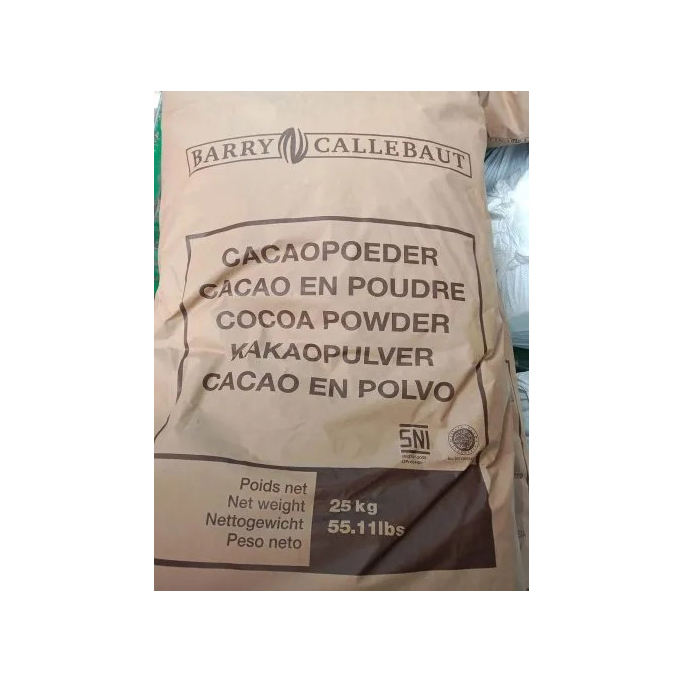 BARRY CALLEBAUT
CACAOPOEDER
CACAO EN POUDRE
COCOA POWDER
KAKAOPULVER
CACAO EN POLVO
SNI
Poids net
Net weight
Nettogewicht
Peso neto
25 kg
55.11lbs